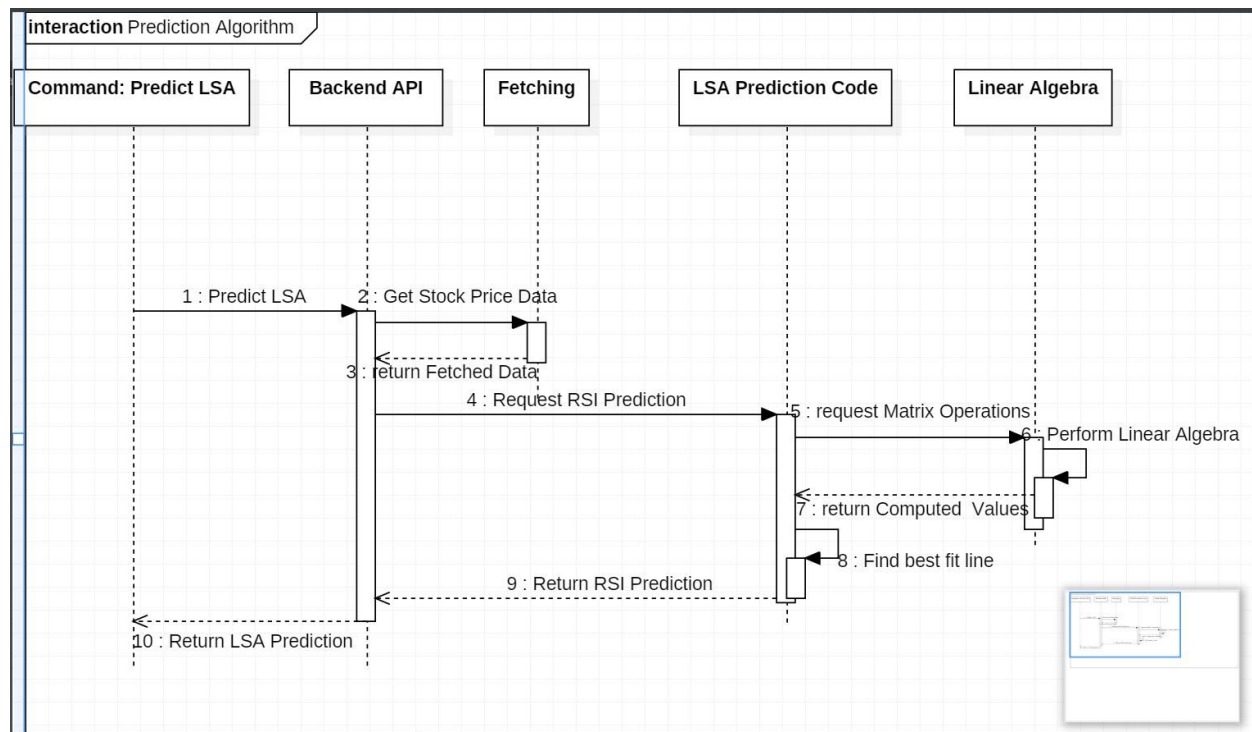 interaction Prediction Algorithm
Command: Predict LSA
Backend API
Fetching
LSA Prediction Code
Linear Algebra
1 : Predict LSA
2 : Get Stock Price Data
3 : return Fetched Data
4 : Request RSI Prediction
5 : request Matrix Operations
6 : Perform Linear Algebra
7 : return Computed Values
8 : Find best fit line
9 : Return RSI Prediction
10 : Return LSA Prediction